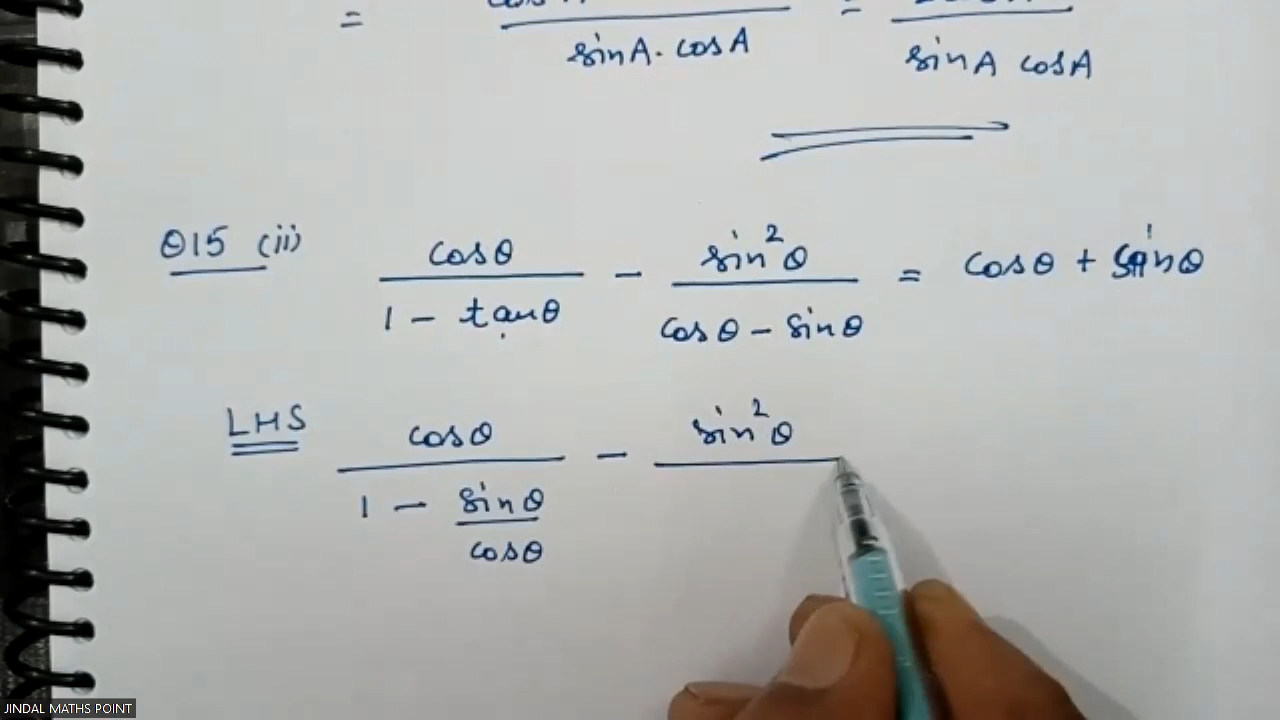 =
=
sinA. cosA
sinA cosA
Q15 (ii) cosθ / 1 - tanθ - sin²θ / cosθ - sinθ = cosθ + sinθ
LHS cosθ / 1 - sinθ / cosθ - sin²θ
JINDAL MATHS POINT